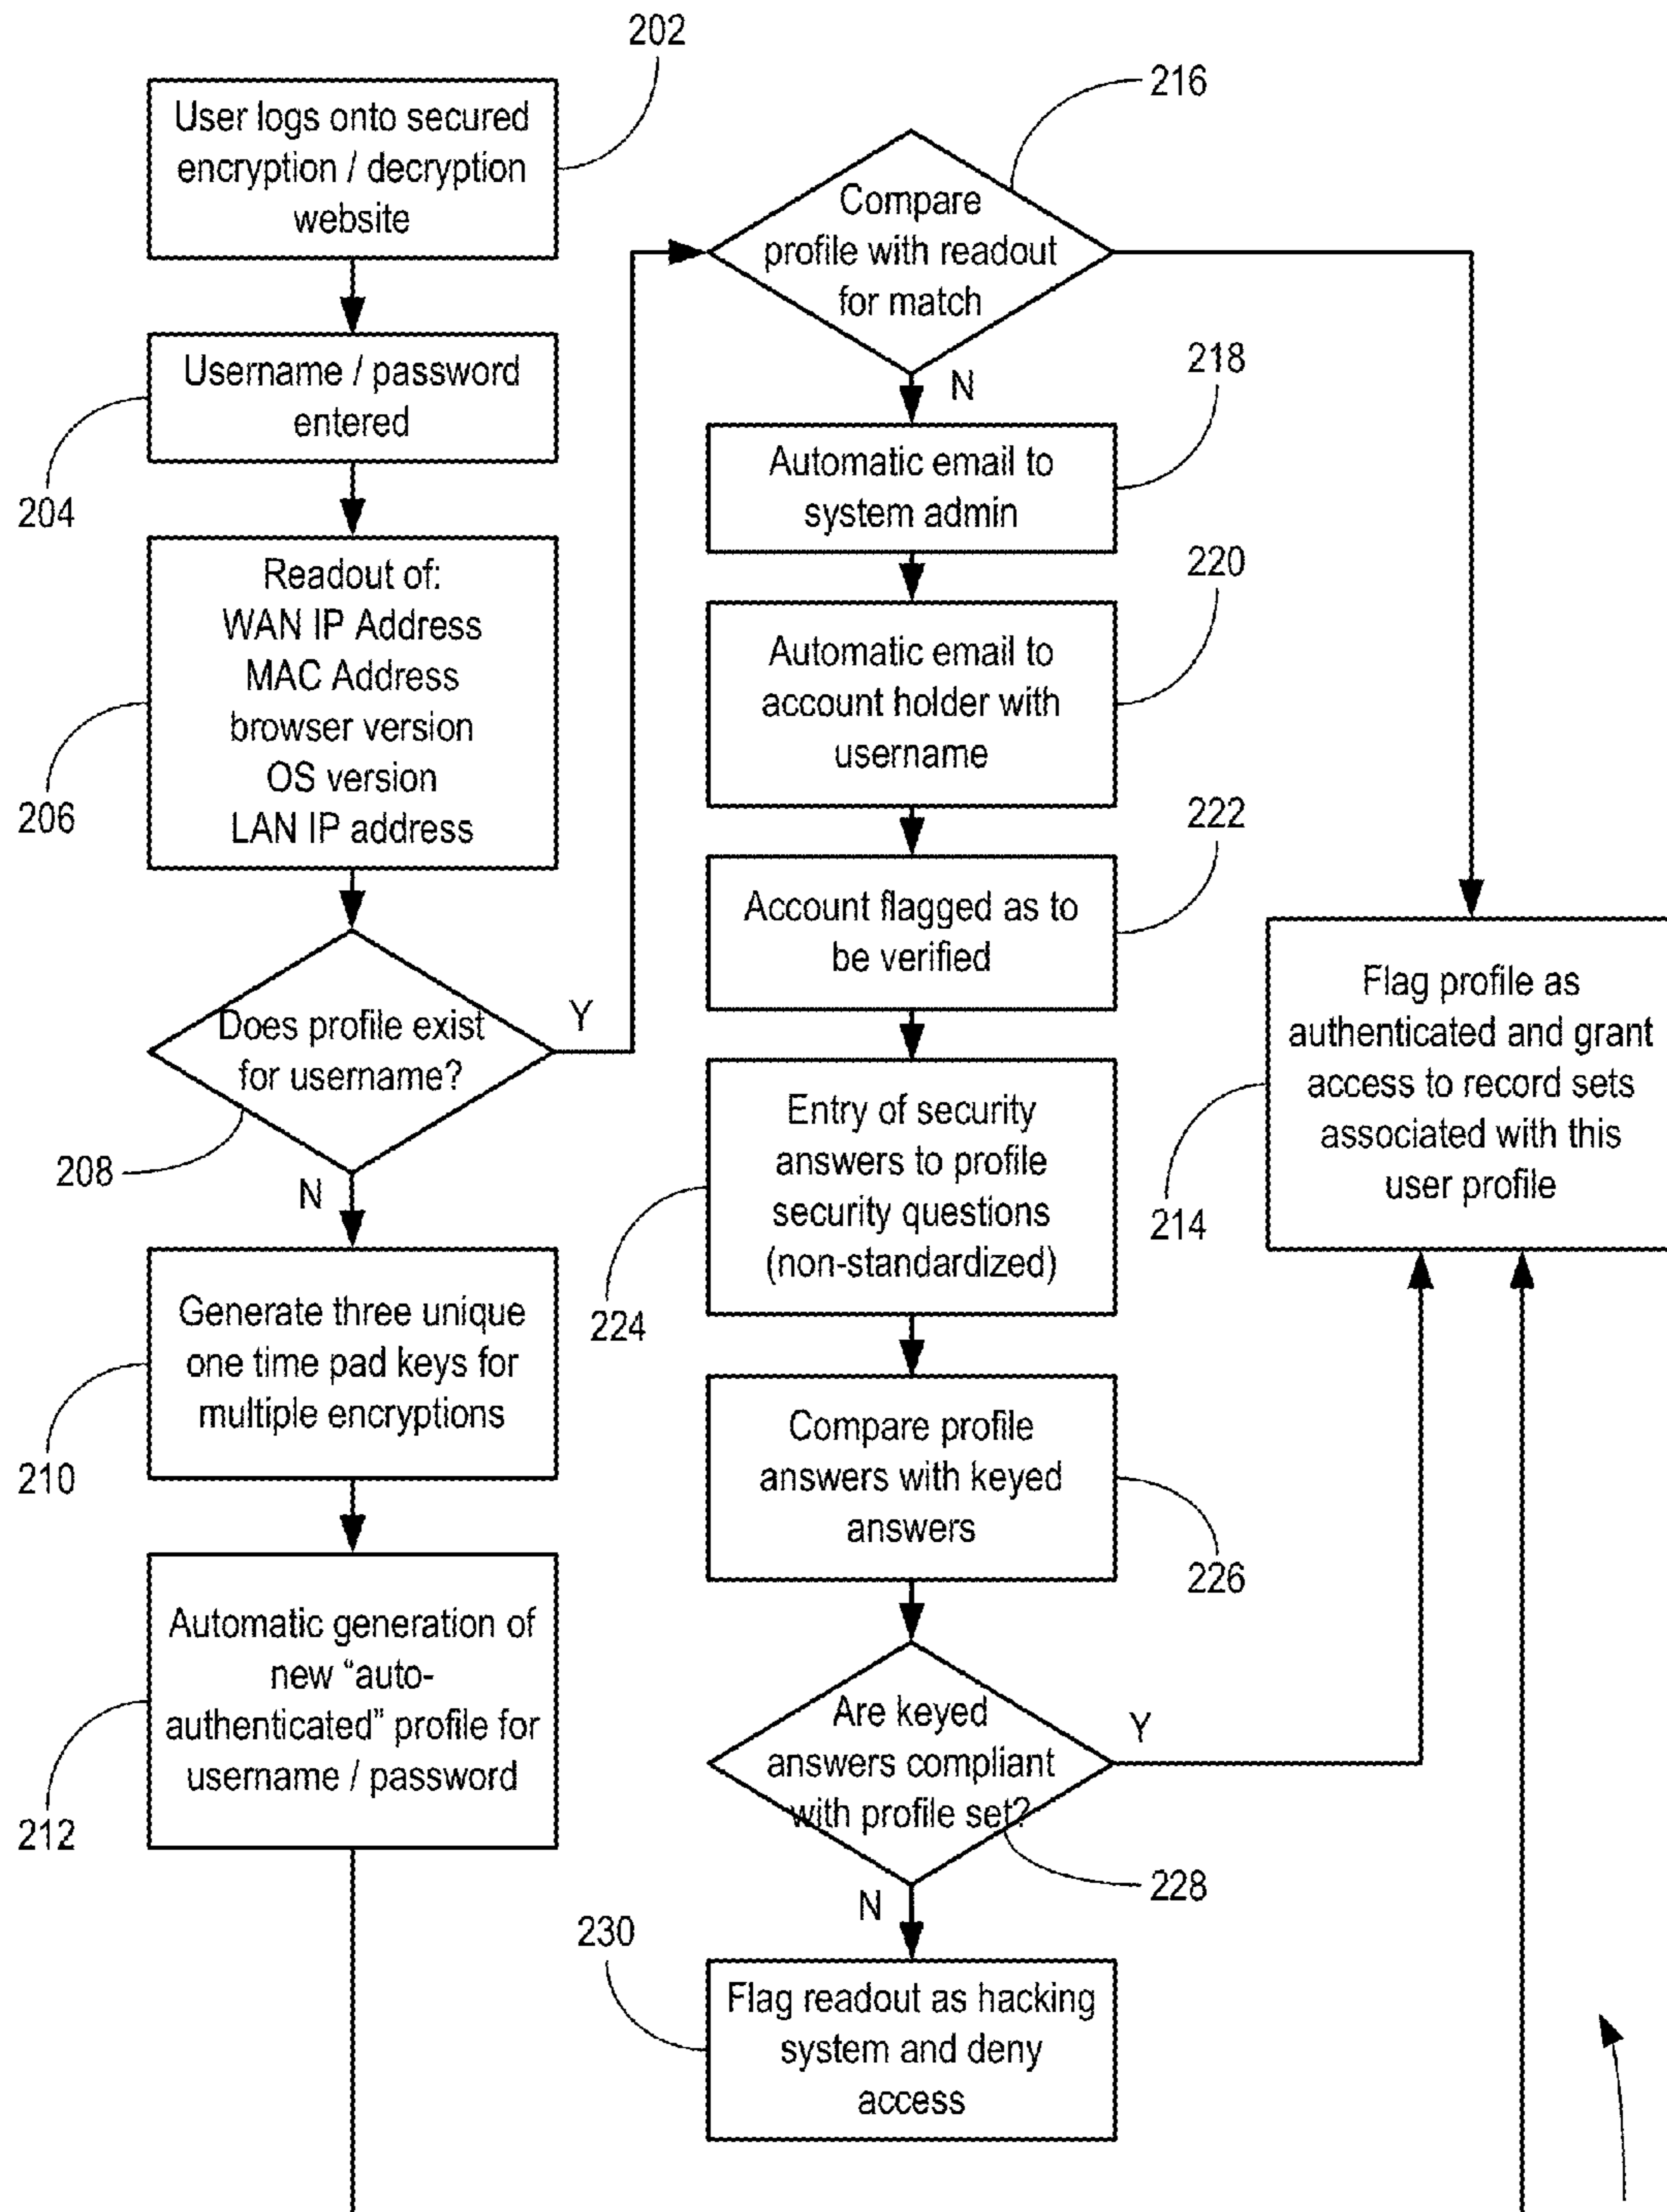 202
User logs onto secured
encryption / decryption
website
Username / password
entered
204
Readout of:
WAN IP Address
MAC Address
browser version
OS version
LAN IP address
206
Does profile exist
for username?
Y
208
N
Generate three unique
one time pad keys for
multiple encryptions
210
Automatic generation of
new “auto-
authenticated” profile for
username / password
212
216
Compare
profile with readout
for match
N
218
Automatic email to
system admin
220
Automatic email to
account holder with
username
222
Account flagged as to
be verified
Entry of security
answers to profile
security questions
(non-standardized)
224
Compare profile
answers with keyed
answers
226
Are keyed
answers compliant
with profile set?
Y
228
N
230
Flag readout as hacking
system and deny
access
Flag profile as
authenticated and grant
access to record sets
associated with this
user profile
214